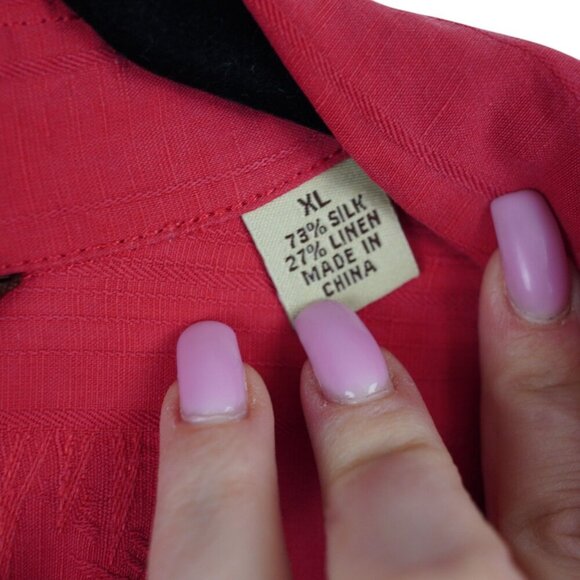 XL
73% SILK
27% LINEN
MADE IN
CHINA